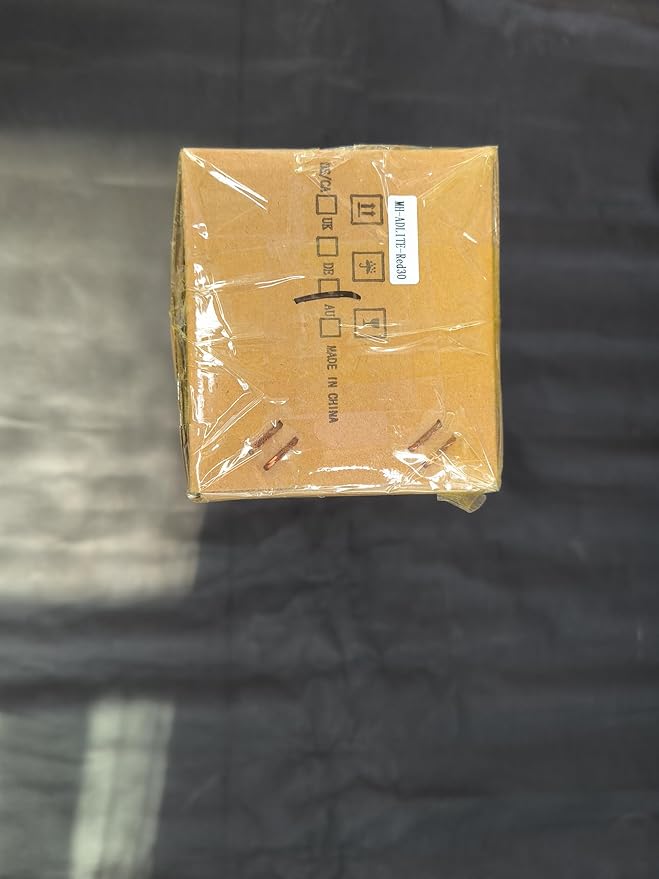 MH-ADLITE-Red30
US/CA UK DE AU MADE IN CHINA